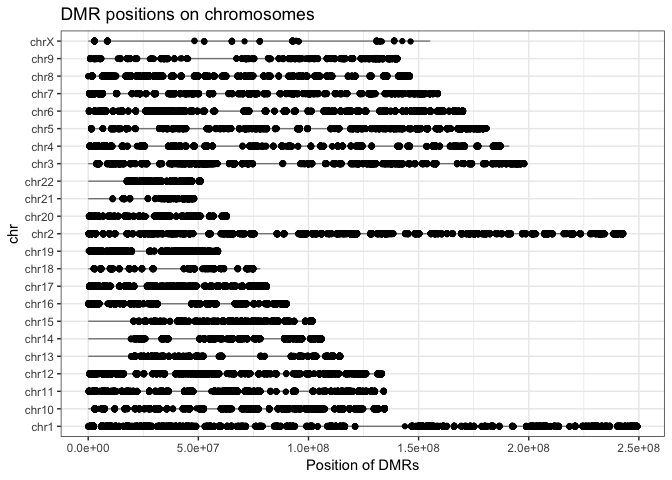 DMR positions on chromosomes
chrX
chr9
chr8
chr7
chr6
chr5
chr4
chr3
chr22
chr21
chr20
chr2
chr19
chr18
chr17
chr16
chr15
chr14
chr13
chr12
chr11
chr10
chr1
chr
0.0e+00 5.0e+07 1.0e+08 1.5e+08 2.0e+08 2.5e+08
Position of DMRs